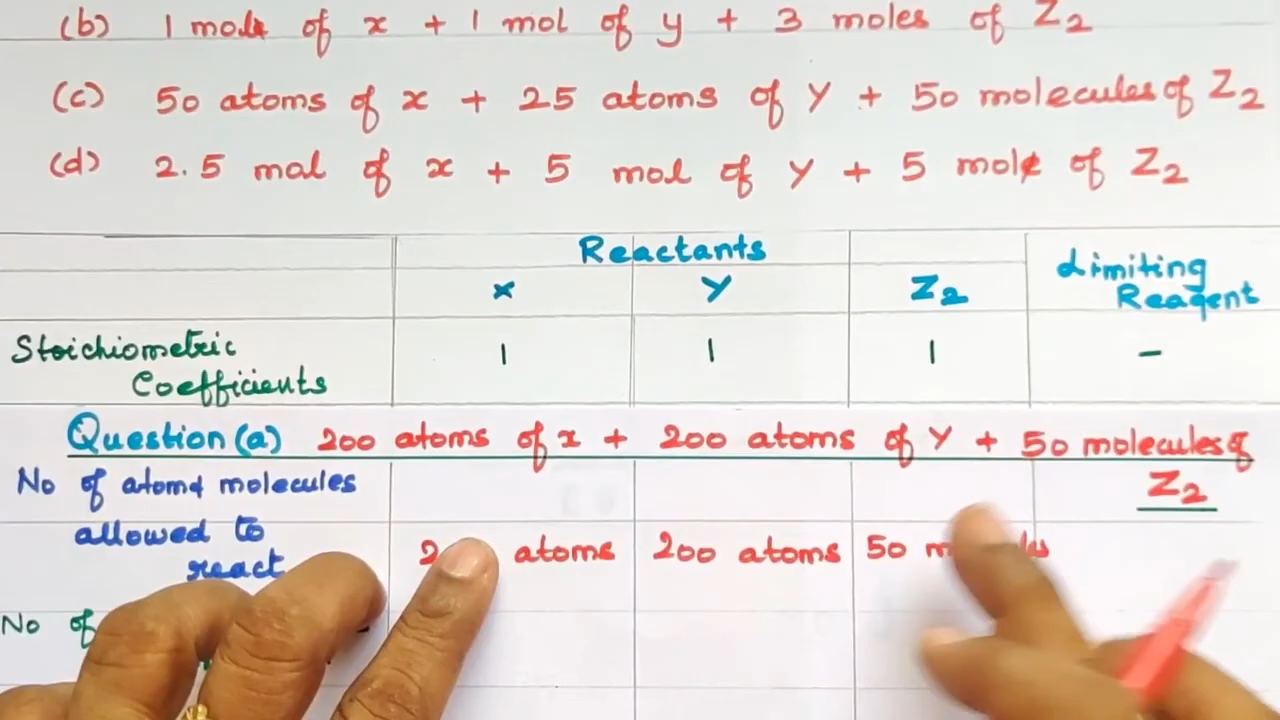 (b) 1 mole of x + 1 mol of y + 3 moles of Z2
(c) 50 atoms of x + 25 atoms of y + 50 molecules of Z2
(d) 2.5 mol of x + 5 mol of y + 5 mol of Z2
Reactants
x y Z2 Limiting Reagent
Stoichiometric 1 1 1 -
Coefficients
Question (a) 200 atoms of x + 200 atoms of y + 50 molecules of
Z2
No of atom & molecules
allowed to
react
atoms 200 atoms 50
No of